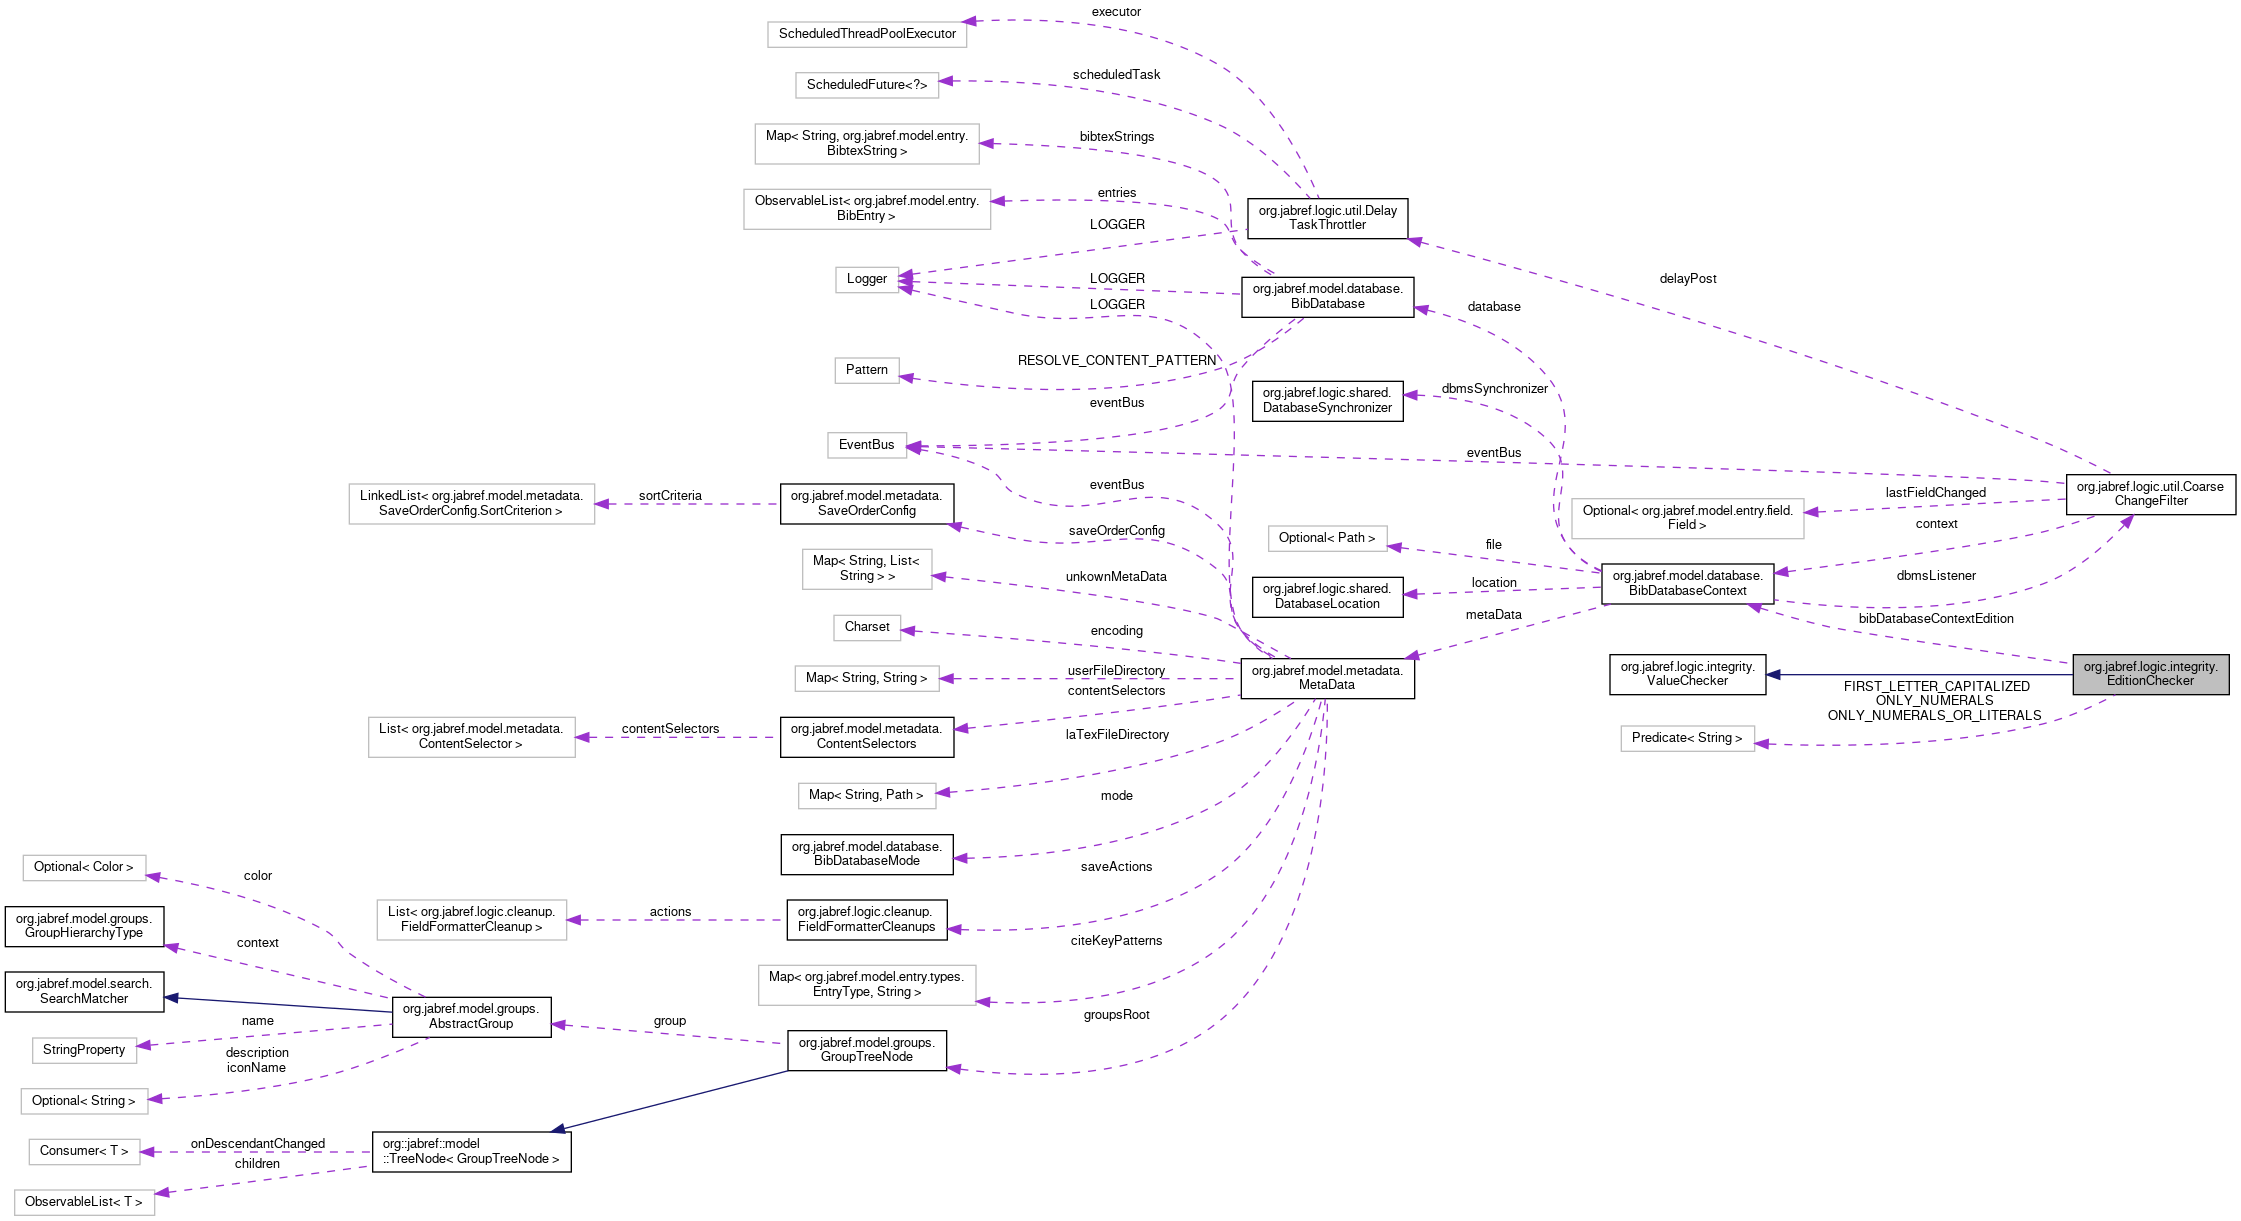 executor
ScheduledThreadPoolExecutor
scheduledTask
ScheduledFuture<?>
Map< String, org.jabref.model.entry.
BibtexString >
bibtexStrings
ObservableList< org.jabref.model.entry.
BibEntry >
entries
org.jabref.logic.util.Delay
TaskThrottler
LOGGER
Logger
LOGGER
LOGGER
org.jabref.model.database.
BibDatabase
delayPost
database
Pattern
RESOLVE_CONTENT_PATTERN
eventBus
org.jabref.logic.shared.
DatabaseSynchronizer
dbmsSynchronizer
EventBus
eventBus
eventBus
LinkedList< org.jabref.model.metadata.
SaveOrderConfig.SortCriterion >
sortCriteria
org.jabref.model.metadata.
SaveOrderConfig
saveOrderConfig
Optional< org.jabref.model.entry.field.
Field >
lastFieldChanged
org.jabref.logic.util.Coarse
ChangeFilter
context
Optional< Path >
file
Map< String, List<
String > >
unkownMetaData
org.jabref.logic.shared.
DatabaseLocation
location
org.jabref.model.database.
BibDatabaseContext
dbmsListener
metaData
bibDatabaseContextEdition
Charset
encoding
Map< String, String >
userFileDirectory
contentSelectors
org.jabref.model.metadata.
MetaData
org.jabref.logic.integrity.
ValueChecker
org.jabref.logic.integrity.
EditionChecker
FIRST_LETTER_CAPITALIZED
ONLY_NUMERALS
ONLY_NUMERALS_OR_LITERALS
Predicate< String >
List< org.jabref.model.metadata.
ContentSelector >
contentSelectors
org.jabref.model.metadata.
ContentSelectors
laTexFileDirectory
Map< String, Path >
mode
org.jabref.model.database.
BibDatabaseMode
saveActions
Optional< Color >
color
List< org.jabref.logic.cleanup.
FieldFormatterCleanup >
actions
org.jabref.logic.cleanup.
FieldFormatterCleanups
org.jabref.model.groups.
GroupHierarchyType
context
citeKeyPatterns
Map< org.jabref.model.entry.types.
EntryType, String >
org.jabref.model.search.
SearchMatcher
org.jabref.model.groups.
AbstractGroup
groupsRoot
name
group
StringProperty
description
iconName
org.jabref.model.groups.
GroupTreeNode
Optional< String >
Consumer< T >
onDescendantChanged
children
org::jabref::model
::TreeNode< GroupTreeNode >
ObservableList< T >